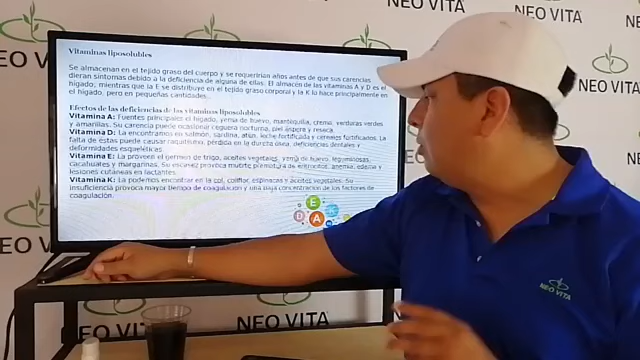 NEO VITA
NEO VITA
NEO VITA
Vitaminas liposolubles
Se almacenan en el tejido graso del cuerpo y se requerirían años antes de que sus carencias
dieran síntomas debido a la deficiencia de alguna de ellas. El almacén de las vitaminas A y D es el
hígado, mientras que la E se distribuye en el tejido graso corporal y la K lo hace principalmente en
el hígado, pero en pequeñas cantidades.
Efectos de las deficiencias de las vitaminas liposolubles
Vitamina A: Fuentes principales el hígado, yema de huevo, mantequilla, crema, verduras verdes
y amarillas. Su carencia puede ocasionar ceguera nocturna, piel áspera y reseca.
Vitamina D: La encontramos en salmón, sardina, atún, leche fortificada y cereales fortificados. La
falta de éstas puede causar raquitismo, pérdida en la dureza ósea, deficiencias dentales y
deformidades esqueléticas.
Vitamina E: La proveen el germen de trigo, aceites vegetales, yema de huevo, leguminosas,
cacahuates y margarinas. Su escasez provoca muerte prematura de eritrocitos, anemia, edema y
lesiones cutáneas en lactantes.
Vitamina K: La podemos encontrar en la col, coliflor, espinacas y aceites vegetales. Su
insuficiencia provoca mayor tiempo de coagulación y una baja concentración de los factores de
coagulación.
E
D
A
NEO VITA
NEO VITA
NEO VITA
NEO V
NEO VITA